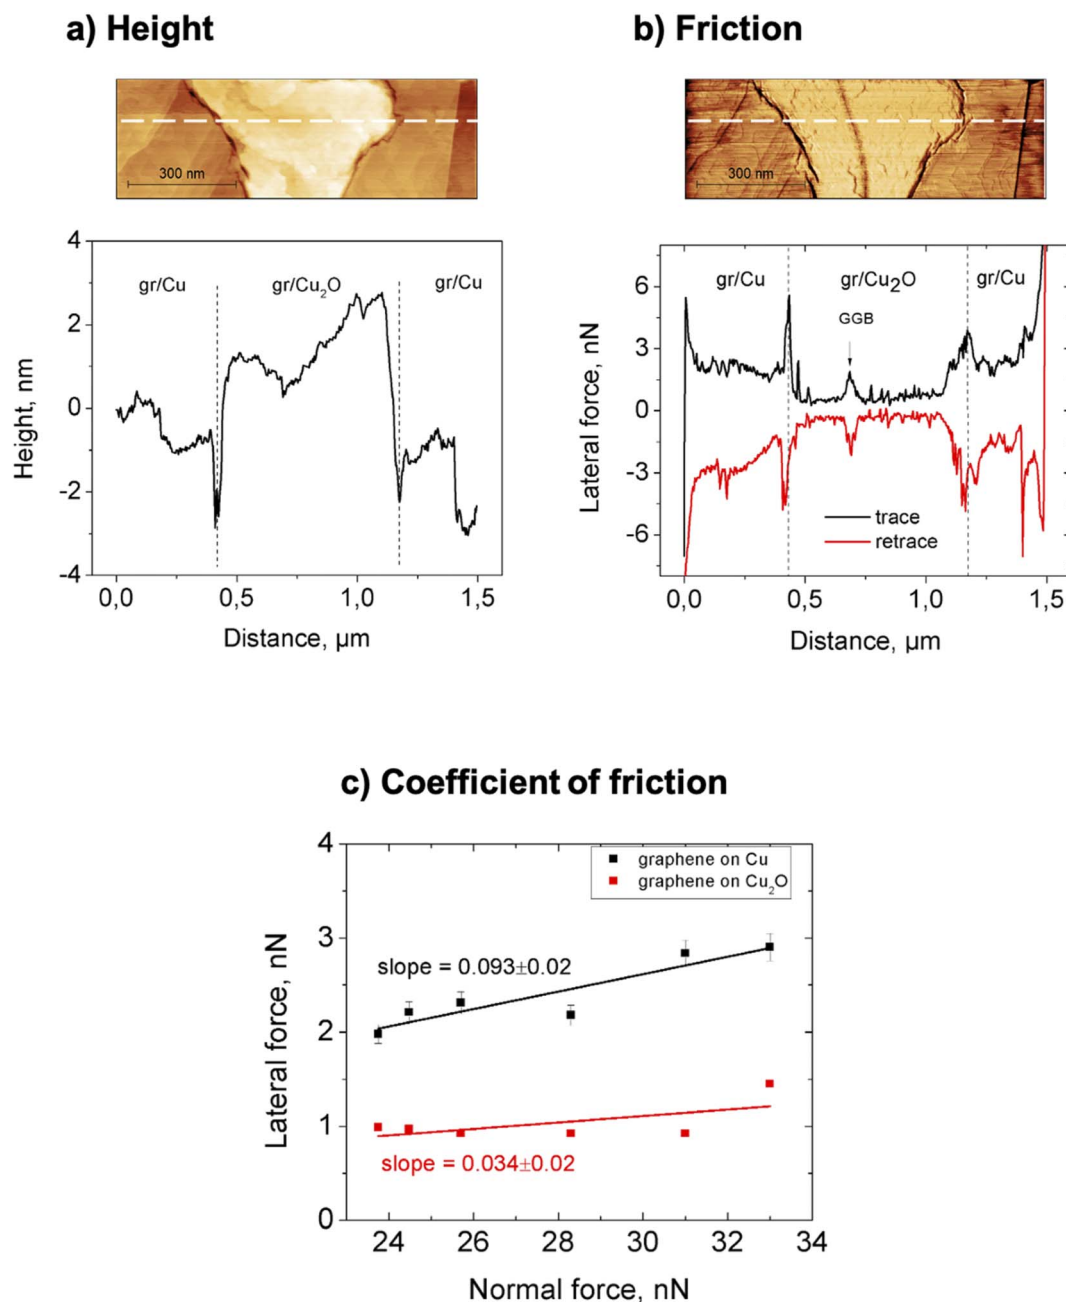 a) Height
b) Friction
300 nm
300 nm
4
2
0
-2
-4
Height, nm
gr/Cu
gr/Cu₂O
gr/Cu
0,0
0,5
1,0
1,5
Distance, µm
6
3
0
-3
-6
Lateral force, nN
gr/Cu
gr/Cu₂O
gr/Cu
GGB
trace
retrace
0,0
0,5
1,0
1,5
Distance, µm
c) Coefficient of friction
4
3
2
1
0
Lateral force, nN
graphene on Cu
graphene on Cu₂O
slope = 0.093±0.02
slope = 0.034±0.02
24
26
28
30
32
34
Normal force, nN